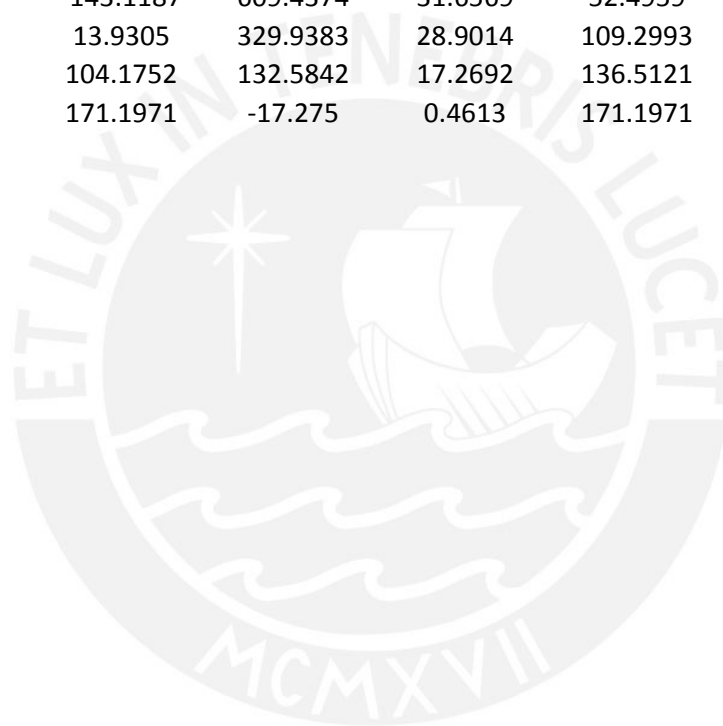 13.9305 329.9383 28.9014 109.2993
104.1752 132.5842 17.2692 136.5121
171.1971 -17.275 0.4613 171.1971
ET LUX IN TENEBRIS LUCET
MCMXVII